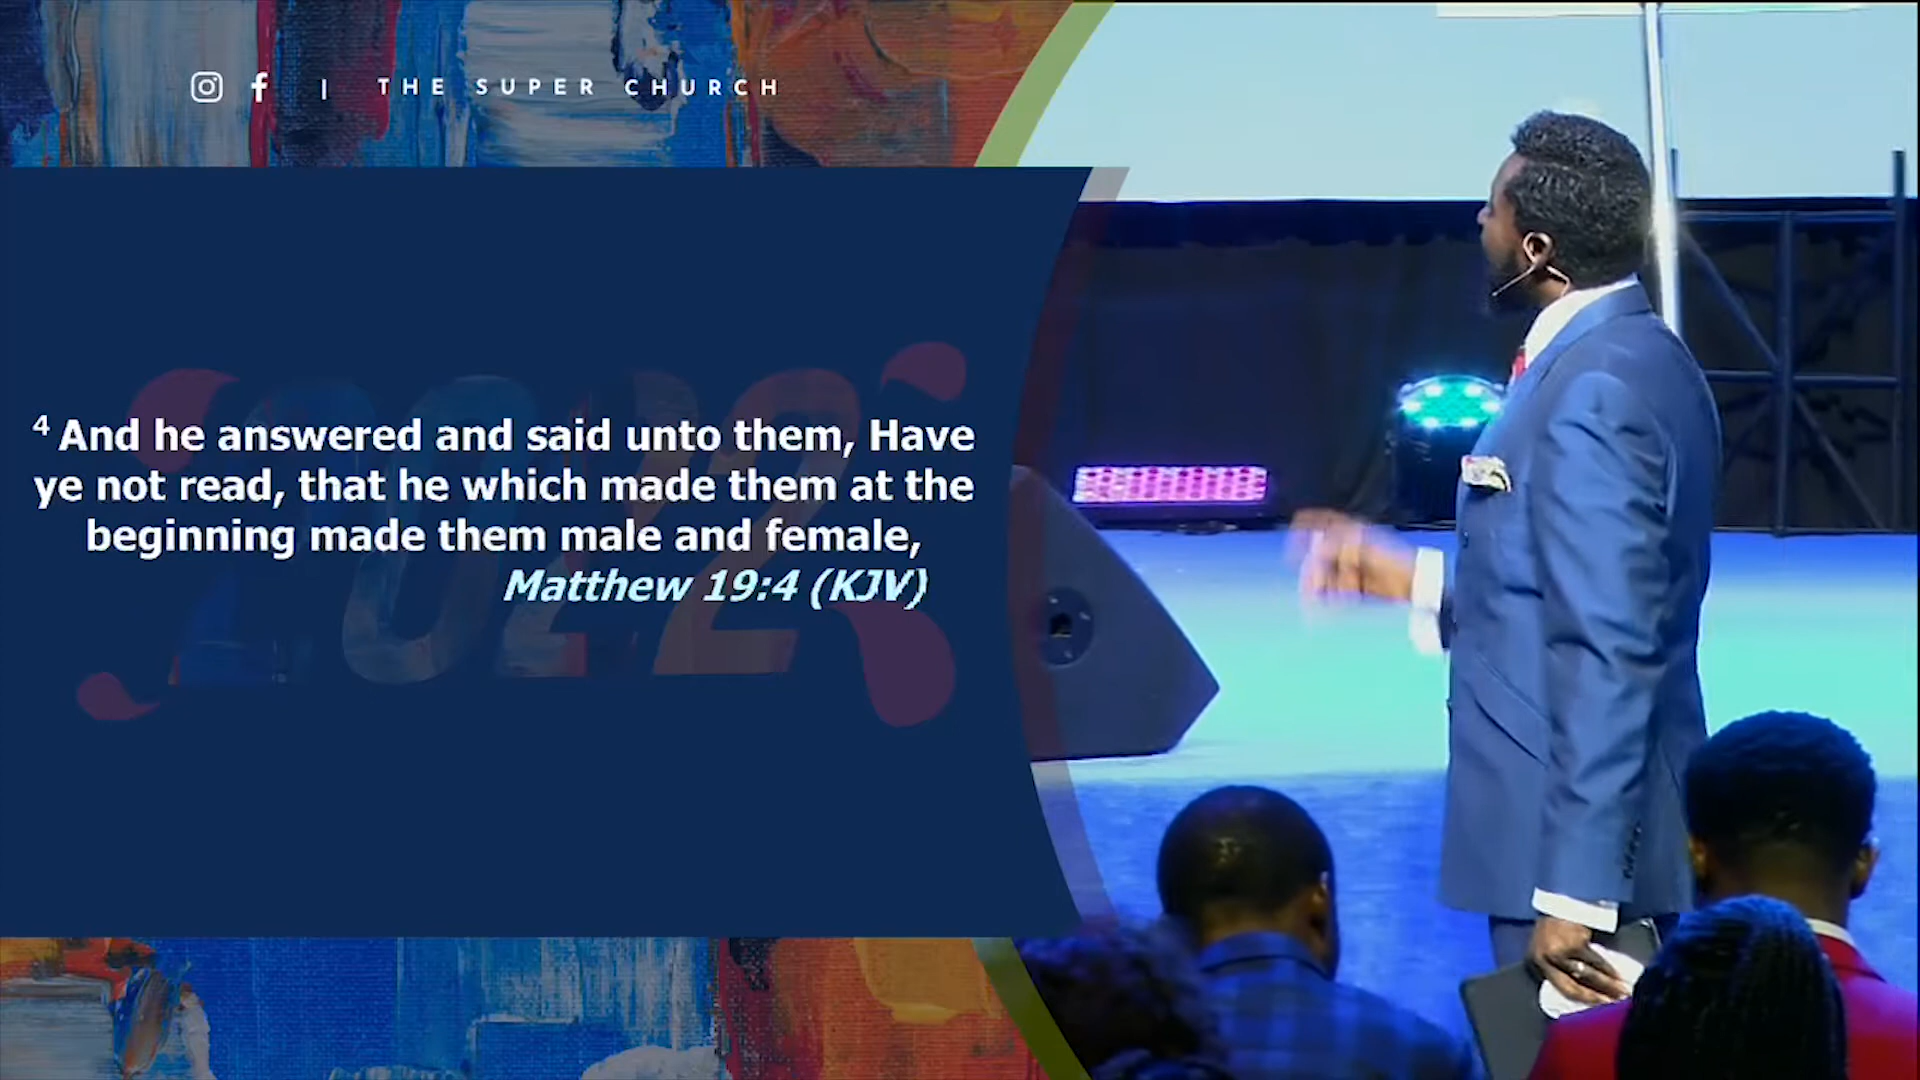 | THE SUPER CHURCH
2022
4 And he answered and said unto them, Have
ye not read, that he which made them at the
beginning made them male and female,
Matthew 19:4 (KJV)